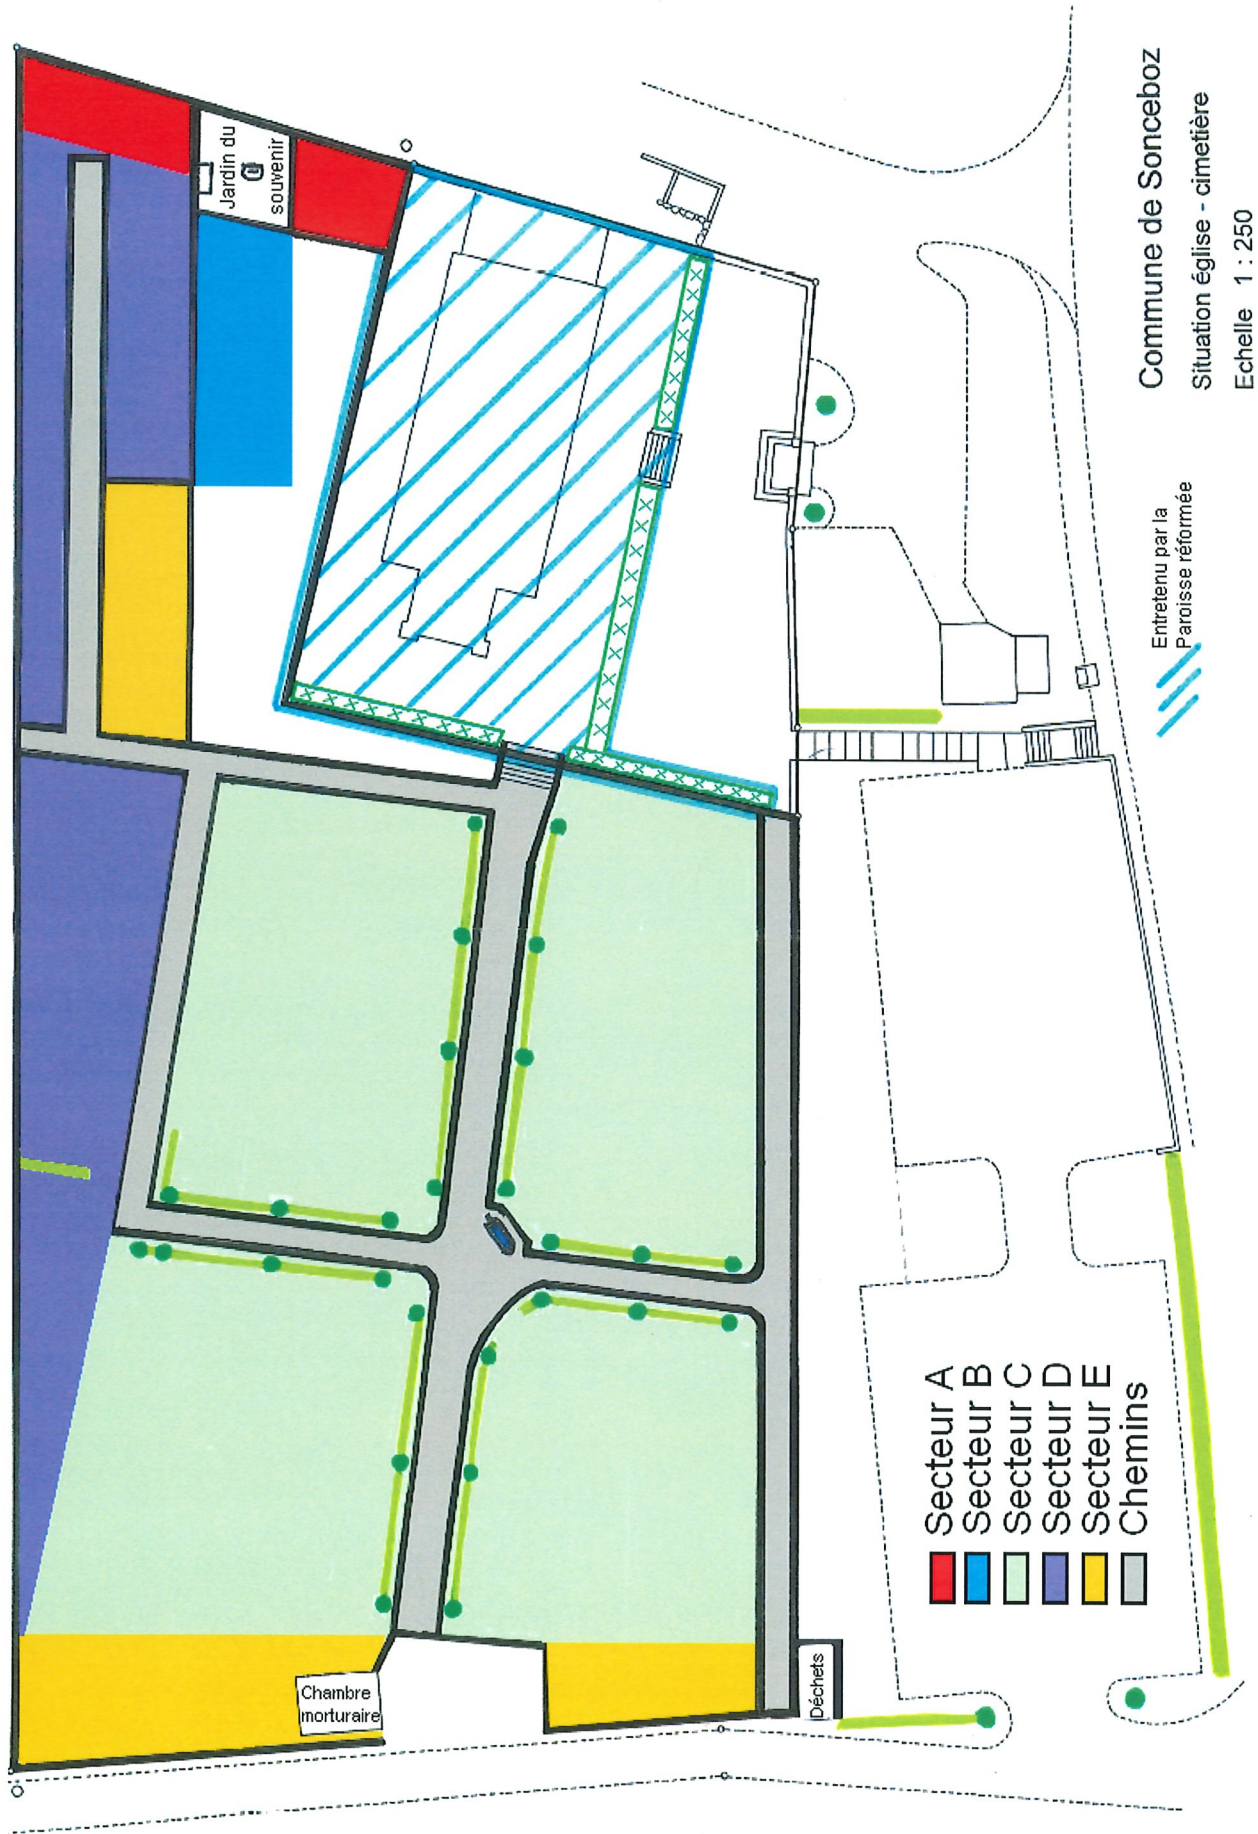 Commune de Sonceboz
Situation église - cimetière
Echelle 1 : 250
Entretenu par la
Paroisse réformée
Jardin du
souvenir
Chambre
morturaire
Déchets
Secteur A
Secteur B
Secteur C
Secteur D
Secteur E
Chemins